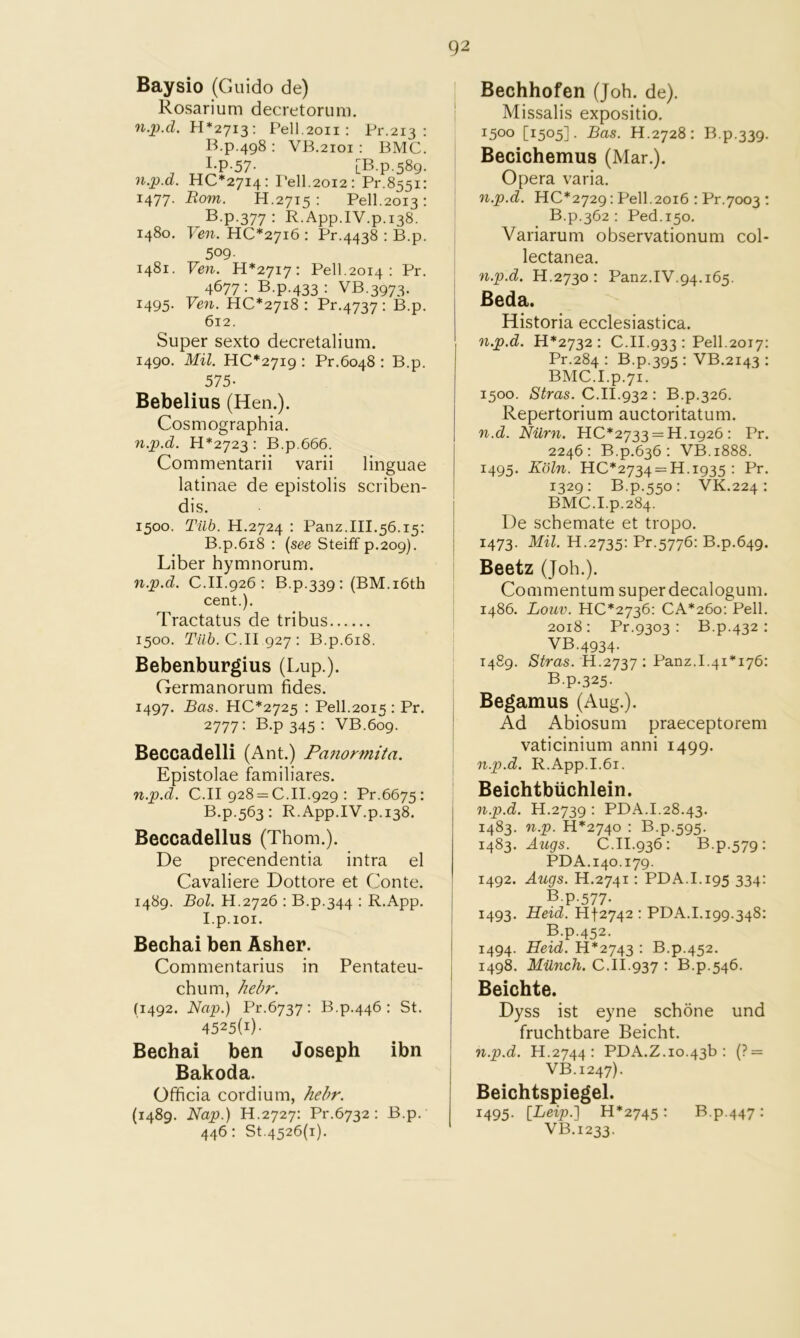 92
Baysio (Guido de)
Rosarium decretorum.
n.p.d. H*2713: Pell.2011: Pr.213:
B.p.498: VB.2101: BMC.
I.p.57. [B.p.589.
n.p.d. HC*2714: Pell.2012: Pr.8551:
1477. Rom. H.2715: Pell.2013:
B.p.377: R.App.IV.p.138.
1480. Ven. HC*2716: Pr.4438: B.p.
509.
1481. Ven. H*2717: Pell.2014: Pr.
4677: B.p.433: VB.3973.
1495. Ven. HC*2718: Pr.4737: B.p.
612.
Super sexto decretalium.
1490. Mil. HC*2719: Pr.6048: B.p.
575.
Bebelius (Hen.).
Cosmographia.
n.p.d. H*2723: B.p.666.
Commentarii varii linguae
latinae de epistolis scriben-
dis.
1500. Tüb. H.2724: Panz.III.56.15:
B.p.618: (see Steiff p.209).
Liber hymnorum.
n.p.d. C.II.926: B.p.339: (BM.16th
cent.).
Tractatus de tribus......
1500. Tüb. C.II 927: B.p.618.
Bebenburgius (Lup.).
Germanorum fides.
1497. Bas. HC*2725: Pell.2015: Pr.
2777: B.p 345: VB.609.
Beccadelli (Ant.) Panormita.
Epistolae familiares.
n.p.d. C.II 928=C.II.929: Pr.6675:
B.p.563: R.App.IV.p.138.
Beccadellus (Thom.).
De precendentia intra el
Cavaliere Dottore et Conte.
1489. Bol. H.2726: B.p.344: R.App.
I.p.101.
Bechai ben Asher.
Commentarius in Pentateu-
chum, hebr.
(1492. Nap.) Pr.6737: B.p.446: St.
4525(1).
Bechai ben Joseph ibn
Bakoda.
Officia cordium, hebr.
(1489. Nap.) H.2727: Pr.6732: B.p.
446: St.4526(1).
Bechhofen (Joh. de).
Missalis expositio.
1500 [1505]. Bas. H.2728: B.p.339.
Becichemus (Mar.).
Opera varia.
n.p.d. HC*2729: Pell.2016: Pr.7003:
B.p.362: Ped.150.
Variarum observationum col-
lectanea.
n.p.d. H.2730: Panz.IV.94.165.
Beda.
Historia ecclesiastica.
n.p.d. H*2732: C.II.933: Pell.2017:
Pr.284: B.p.395: VB.2143:
BMC.I.p.71.
1500. Stras. C.II.932: B.p.326.
Repertorium auctoritatum.
n.d. Nürn. HC*2733=H.1926: Pr.
2246: B.p.636: VB.1888.
1495. Köln. HC*2734=H.1935: Pr.
1329: B.p.550: VK.224:
BMC.I.p.284.
De schemate et tropo.
1473. Mil. H.2735: Pr.5776: B.p.649.
Beetz (Joh.).
Commentum super decalogum.
1486. Louv. HC*2736: CA*260: Pell.
2018: Pr.9303: B.p.432:
VB.4934.
1489. Stras. H.2737: Panz.I.41*176:
B.p.325.
Begamus (Aug.).
Ad Abiosum praeceptorem
vaticinium anni 1499.
n.p.d. R.App.I.61.
Beichtbüchlein.
n.p.d. H.2739: PDA.I.28.43.
1483. n.p. H*2740: B.p.595.
1483. Augs. C.II.936: B.p.579:
PDA.140.179.
1492. Augs. H.2741: PDA.I.195 334:
B.p.577.
1493. Heid. H†2742: PDA.I.199.348:
B.p.452.
1494. Heid. H*2743: B.p.452.
1498. Münch. C.II.937: B.p.546.
Beichte.
Dyss ist eyne schöne und
fruchtbare Beicht.
n.p.d. H.2744: PDA.Z.10.43b: (?=
VB.1247).
Beichtspiegel.
1495. [Leip.] H*2745: B.p.447:
VB.1233.